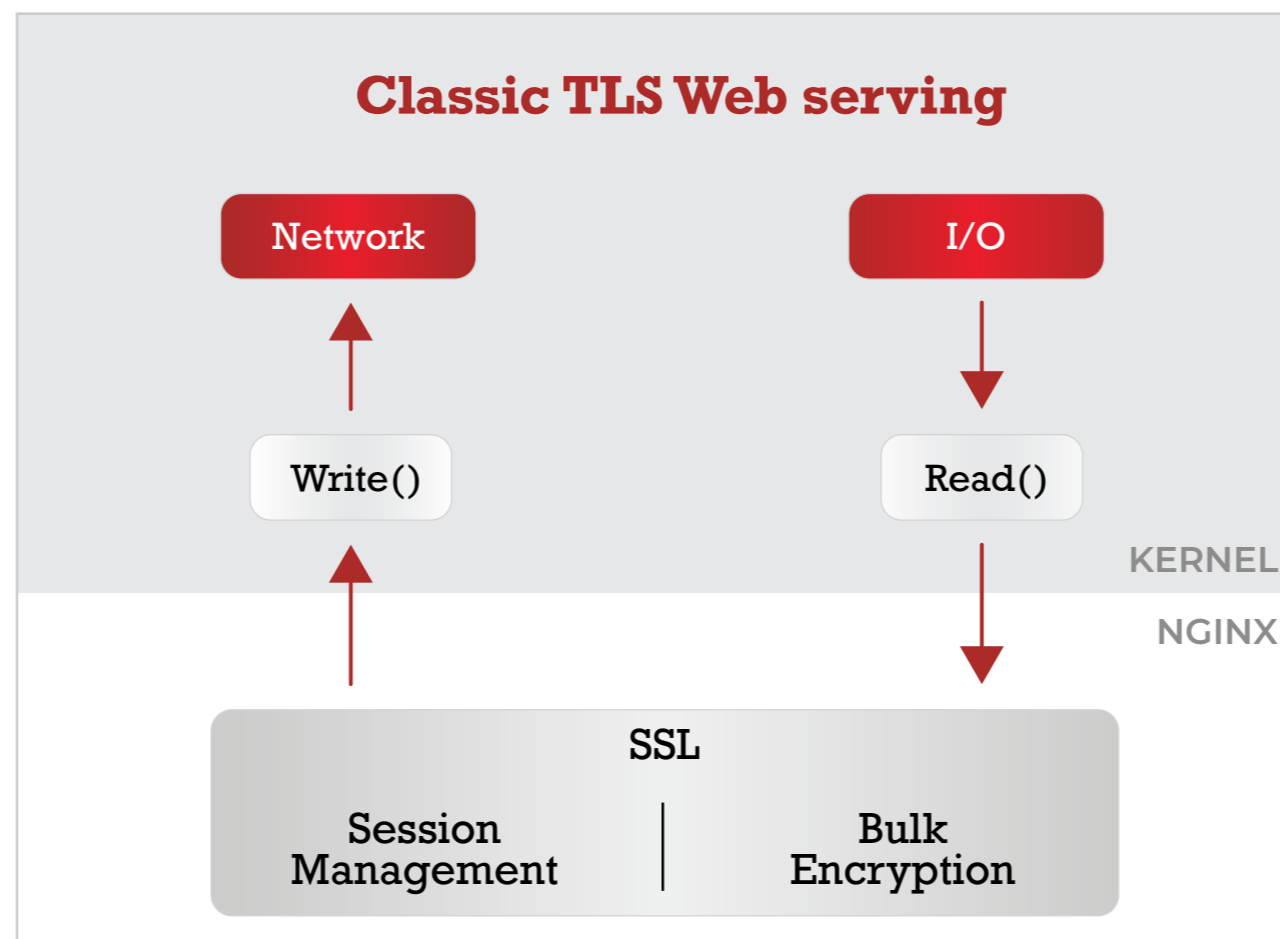 Classic TLS Web serving
Network
I/O
Write()
Read()
KERNEL
NGINX
SSL
Session
Management
Bulk
Encryption